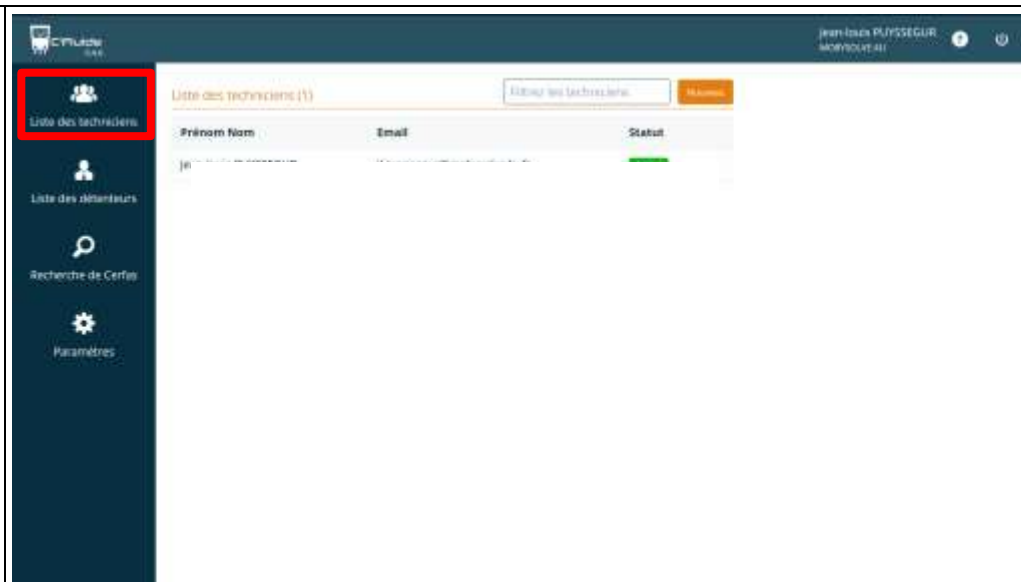 C'Fluide
Jean-louis PUYSSEGUR
Liste des techniciens
Liste des techniciens (1)
Filtrez les techniciens
Nouveau
Prénom Nom
Email
Statut
Liste des détenteurs
Recherche de Cerfas
Paramètres